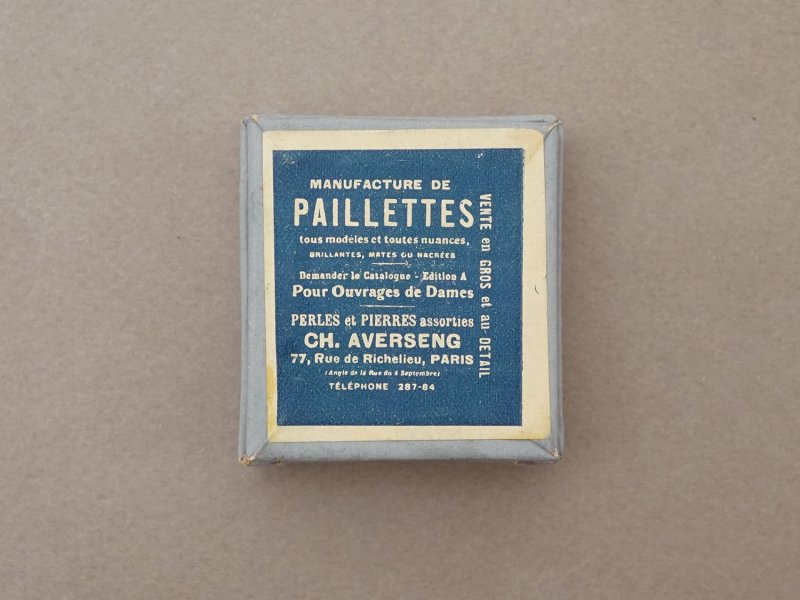 MANUFACTURE DE
PAILLETTES
tous modèles et toutes nuances,
BRILLANTES, MATES OU NACRÉES
Demander le Catalogue - Edition A
Pour Ouvrages de Dames
PERLES et PIERRES assorties
CH. AVERSENG
77, Rue de Richelieu, PARIS
(Angle de la Rue du 4 Septembre)
TÉLÉPHONE 287-84
VENTE en GROS et au DETAIL